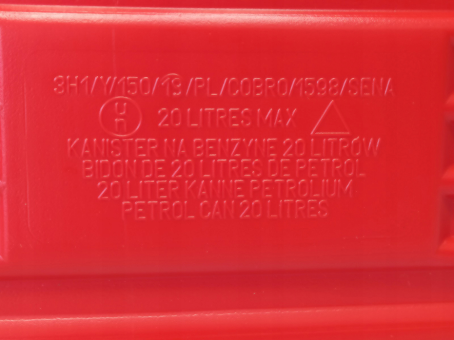 3H1/Y/150/13/PL/COBRO/1598/SENA
un 20 LITRES MAX
KANISTER NA BENZYNE 20 LITRÓW
BIDON DE 20 LITRES DE PETROL
20 LITER KANNE PETROLIUM
PETROL CAN 20 LITRES